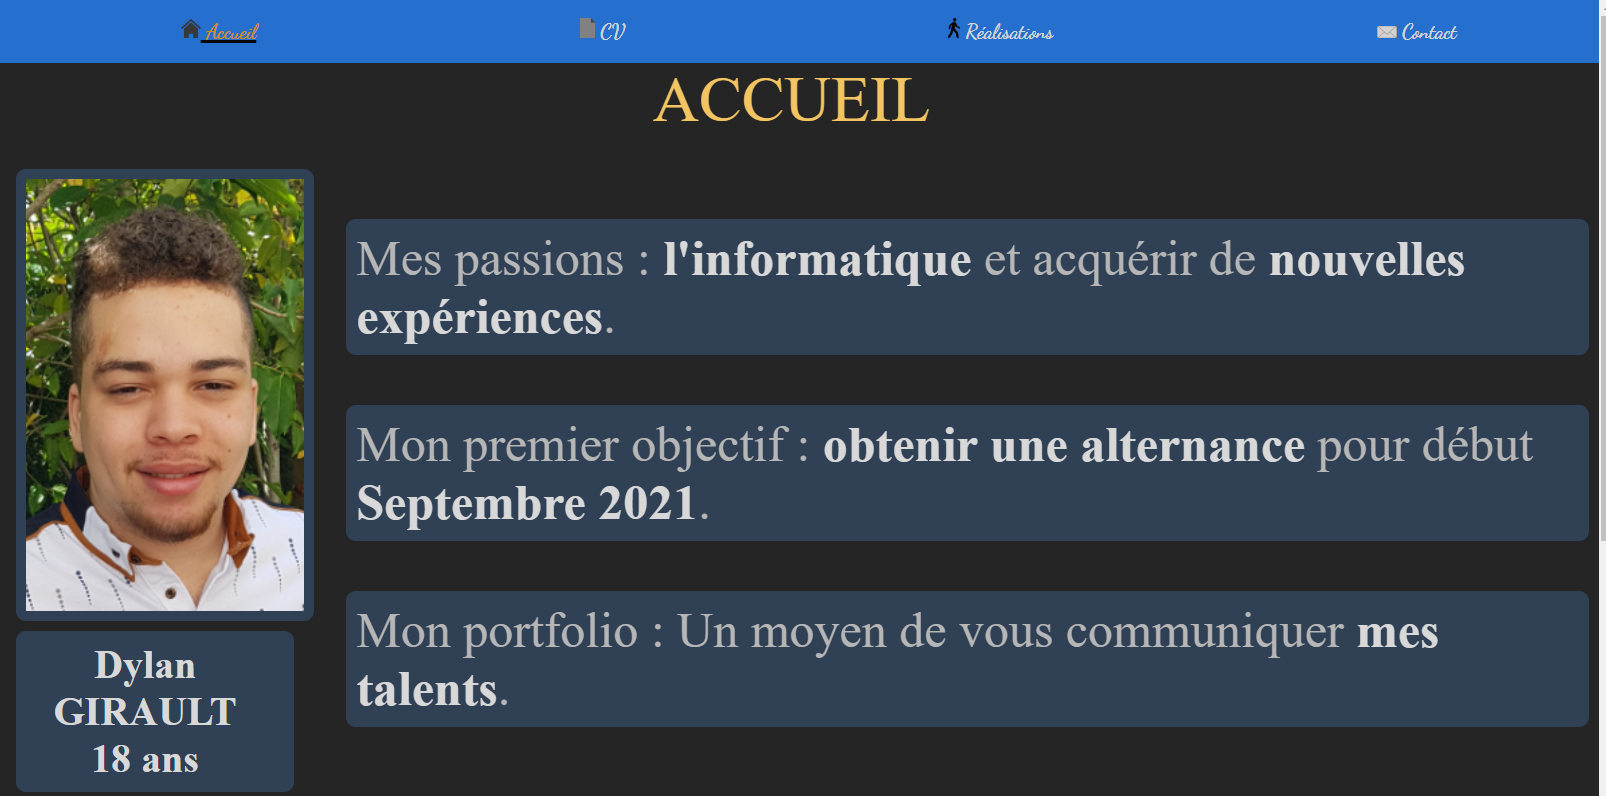 Accueil
CV
Réalisations
Contact
ACCUEIL
Mes passions : l'informatique et acquérir de nouvelles
expériences.
Mon premier objectif : obtenir une alternance pour début
Septembre 2021.
Mon portfolio : Un moyen de vous communiquer mes
talents.
Dylan
GIRAULT
18 ans